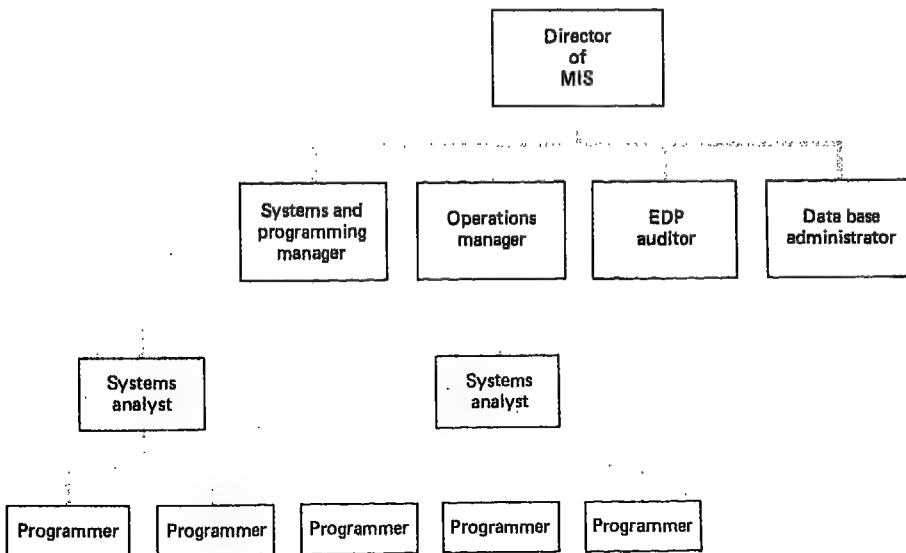 Director
of
MIS
Systems and
programming
manager
Operations
manager
EDP
auditor
Data base
administrator
Systems
analyst
Systems
analyst
Programmer
Programmer
Programmer
Programmer
Programmer